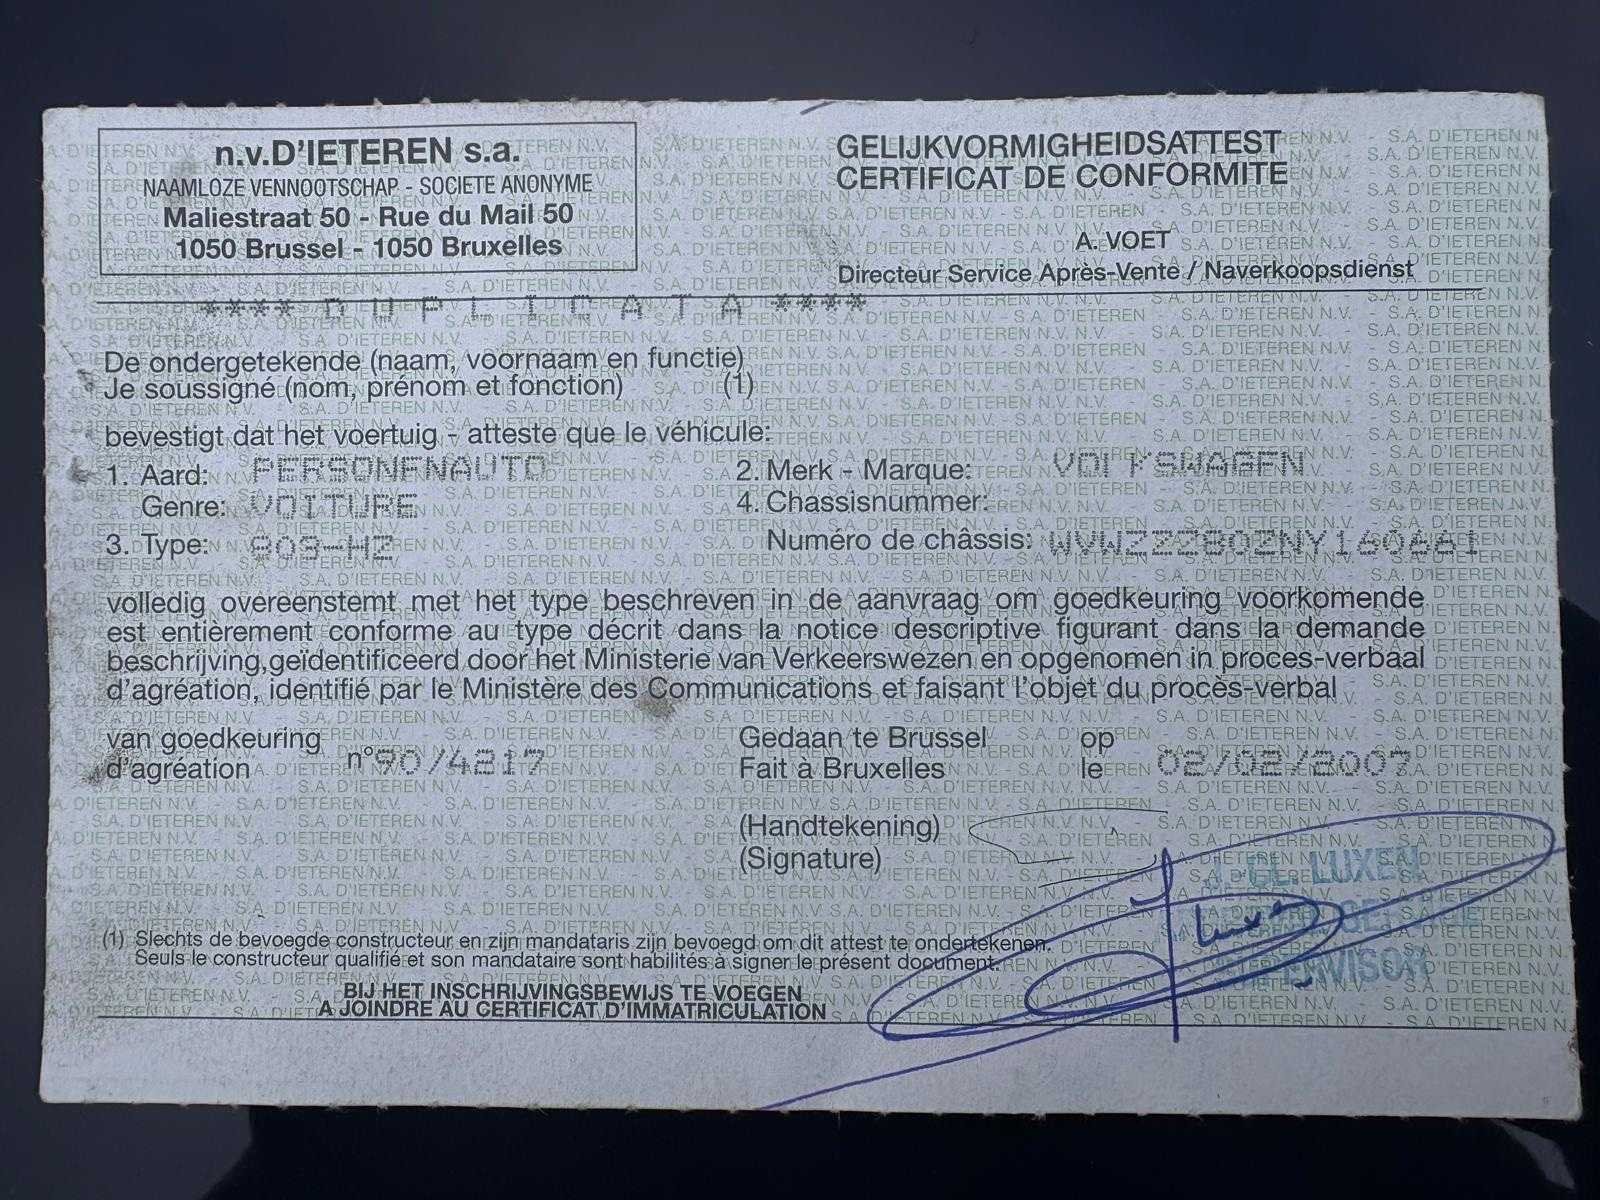 n.v.D'IETEREN s.a.
NAAMLOZE VENNOOTSCHAP - SOCIETE ANONYME
Maliestraat 50 - Rue du Mail 50
1050 Brussel - 1050 Bruxelles
GELIJKVORMIGHEIDSATTEST
CERTIFICAT DE CONFORMITE
A. VOET
Directeur Service Après-Vente / Naverkoopsdienst
**** D U P L I C A T A ****
De ondergetekende (naam, voornaam en functie)
Je soussigné (nom, prénom et fonction) (1)
bevestigt dat het voertuig - atteste que le véhicule:
1. Aard: PERSONENAUTO
Genre: VOITURE
2. Merk - Marque: VOLKSWAGEN
3. Type:
4. Chassisnummer:
Numéro de châssis:
volledig overeenstemt met het type beschreven in de aanvraag om goedkeuring voorkomende
est entièrement conforme au type décrit dans la notice descriptive figurant dans la demande
beschrijving,geïdentificeerd door het Ministerie van Verkeerswezen en opgenomen in proces-verbaal
d'agréation, identifié par le Ministère des Communications et faisant l'objet du procès-verbal
van goedkeuring
d'agréation n° 90/4217
Gedaan te Brussel op
Fait à Bruxelles le 02/02/2007
(Handtekening)
(Signature)
J-CL. LUXEN
(1) Slechts de bevoegde constructeur en zijn mandataris zijn bevoegd om dit attest te ondertekenen.
Seuls le constructeur qualifié et son mandataire sont habilités à signer le présent document.
BIJ HET INSCHRIJVINGSBEWIJS TE VOEGEN
A JOINDRE AU CERTIFICAT D'IMMATRICULATION